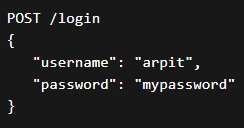 POST /login
{
   "username": "arpit",
   "password": "mypassword"
}